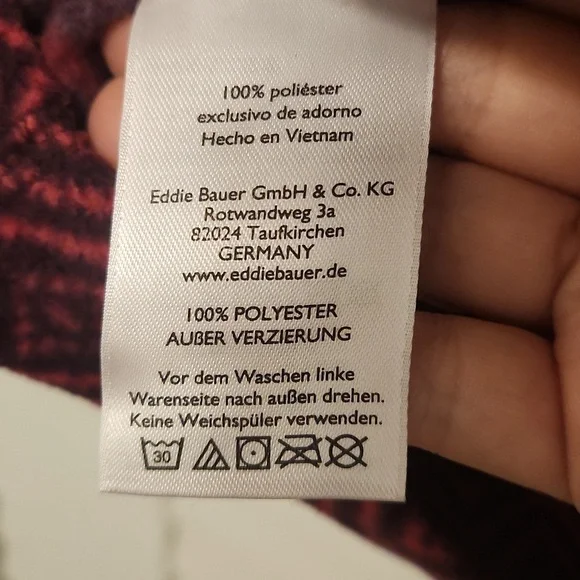 100% poliéster
exclusivo de adorno
Hecho en Vietnam
Eddie Bauer GmbH & Co. KG
Rotwandweg 3a
82024 Taufkirchen
GERMANY
www.eddiebauer.de
100% POLYESTER
AUßER VERZIERUNG
Vor dem Waschen linke
Warenseite nach außen drehen.
Keine Weichspüler verwenden.
30